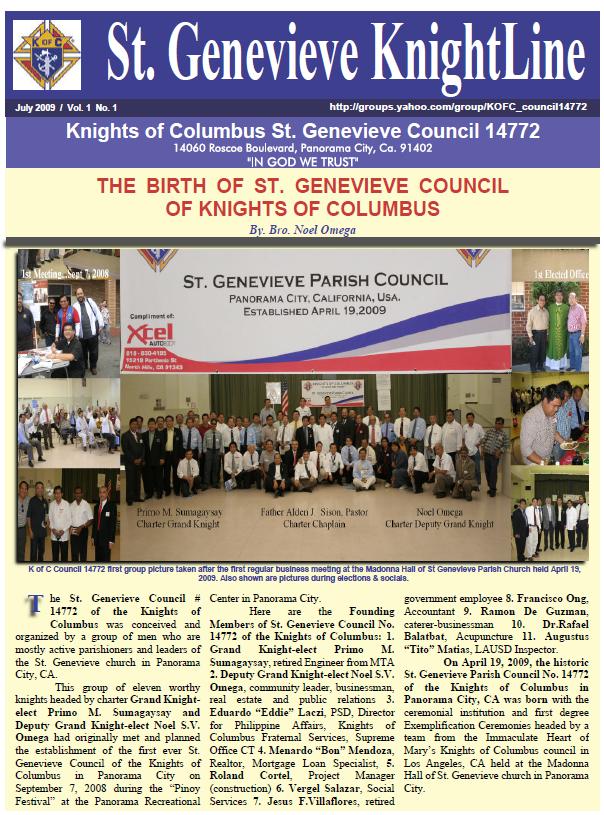 K OF C
St. Genevieve KnightLine
July 2009 / Vol. 1 No. 1
http://groups.yahoo.com/group/KOFC_council14772
Knights of Columbus St. Genevieve Council 14772
14060 Roscoe Boulevard, Panorama City, Ca. 91402
"IN GOD WE TRUST"
THE BIRTH OF ST. GENEVIEVE COUNCIL
OF KNIGHTS OF COLUMBUS
By. Bro. Noel Omega
1st Meeting...Sept 7, 2008
ST. GENEVIEVE PARISH COUNCIL
PANORAMA CITY, CALIFORNIA, USA.
ESTABLISHED APRIL 19,2009
Compliment of:
Xcel
AUTOBODY
818 - 830-4195
15219 Parthenia St
North Hills, CA 91343
1st Elected Office
Primo M. Sumagaysay
Charter Grand Knight
Father Alden J. Sison, Pastor
Charter Chaplain
Noel Omega
Charter Deputy Grand Knight
K of C Council 14772 first group picture taken after the first regular business meeting at the Madonna Hall of St Genevieve Parish Church held April 19,
2009. Also shown are pictures during elections & socials.
The St. Genevieve Council #
14772 of the Knights of
Columbus was conceived and
organized by a group of men who are
mostly active parishioners and leaders of
the St. Genevieve church in Panorama
City, CA.
This group of eleven worthy
knights headed by charter Grand Knight-
elect Primo M. Sumagaysay and
Deputy Grand Knight-elect Noel S.V.
Omega had originally met and planned
the establishment of the first ever St.
Genevieve Council of the Knights of
Columbus in Panorama City on
September 7, 2008 during the “Pinoy
Festival” at the Panorama Recreational
Center in Panorama City.
Here are the Founding
Members of St. Genevieve Council No.
14772 of the Knights of Columbus: 1.
Grand Knight-elect Primo M.
Sumagaysay, retired Engineer from MTA
2. Deputy Grand Knight-elect Noel S.V.
Omega, community leader, businessman,
real estate and public relations 3.
Eduardo “Eddie” Laczi, PSD, Director
for Philippine Affairs, Knights of
Columbus Fraternal Services, Supreme
Office CT 4. Menardo “Bon” Mendoza,
Realtor, Mortgage Loan Specialist, 5.
Roland Cortel, Project Manager
(construction) 6. Vergel Salazar, Social
Services 7. Jesus F.Villaflores, retired
government employee 8. Francisco Ong,
Accountant 9. Ramon De Guzman,
caterer-businessman 10. Dr.Rafael
Balatbat, Acupuncture 11. Augustus
“Tito” Matias, LAUSD Inspector.
On April 19, 2009, the historic
St. Genevieve Parish Council No. 14772
of the Knights of Columbus in
Panorama City, CA was born with the
ceremonial institution and first degree
Exemplification Ceremonies headed by a
team from the Immaculate Heart of
Mary’s Knights of Columbus council in
Los Angeles, CA held at the Madonna
Hall of St. Genevieve church in Panorama
City.